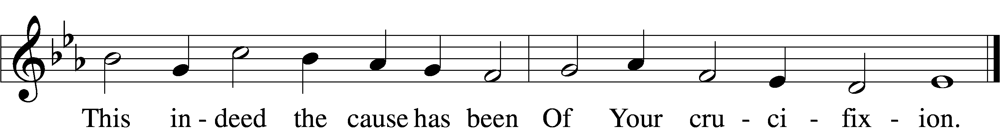 This in - deed the cause has been Of Your cru - ci - fix - ion.